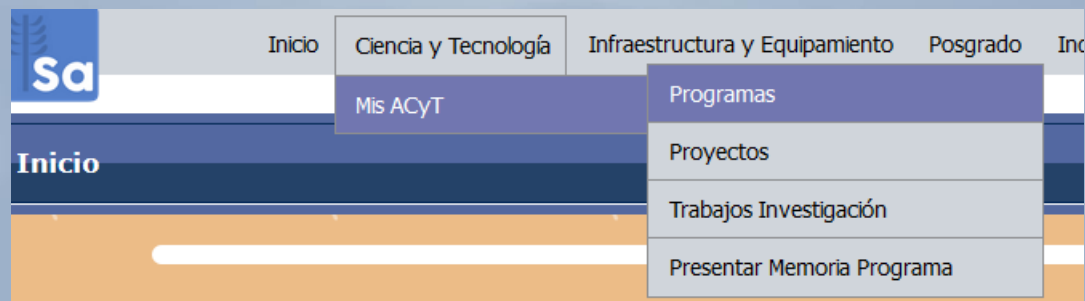 Sa
Inicio Ciencia y Tecnología Infraestructura y Equipamiento Posgrado
Mis ACyT
Programas
Inicio
Proyectos
Trabajos Investigación
Presentar Memoria Programa